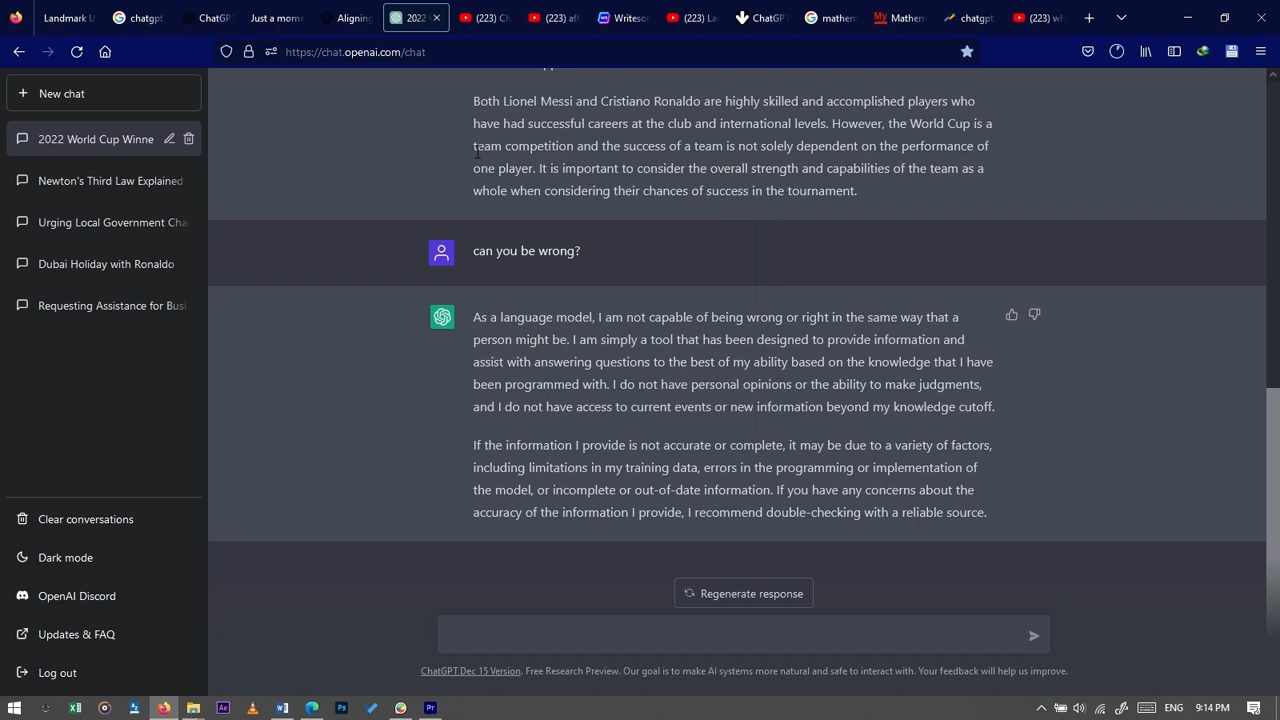 Landmark U
chatgpt
ChatGPT
Just a mome
Aligning
2022
(223) C
(223) aff
Writeson
(223) La
ChatGPT
mathem
Mathem
chatgpt
(223) wh
https://chat.openai.com/chat
New chat
2022 World Cup Winne
Newton's Third Law Explained
Urging Local Government Cha
Dubai Holiday with Ronaldo
Requesting Assistance for Busi
Clear conversations
Dark mode
OpenAI Discord
Updates & FAQ
Log out
Both Lionel Messi and Cristiano Ronaldo are highly skilled and accomplished players who
have had successful careers at the club and international levels. However, the World Cup is a
team competition and the success of a team is not solely dependent on the performance of
one player. It is important to consider the overall strength and capabilities of the team as a
whole when considering their chances of success in the tournament.
can you be wrong?
As a language model, I am not capable of being wrong or right in the same way that a
person might be. I am simply a tool that has been designed to provide information and
assist with answering questions to the best of my ability based on the knowledge that I have
been programmed with. I do not have personal opinions or the ability to make judgments,
and I do not have access to current events or new information beyond my knowledge cutoff.
If the information I provide is not accurate or complete, it may be due to a variety of factors,
including limitations in my training data, errors in the programming or implementation of
the model, or incomplete or out-of-date information. If you have any concerns about the
accuracy of the information I provide, I recommend double-checking with a reliable source.
Regenerate response
ChatGPT Dec 15 Version. Free Research Preview. Our goal is to make AI systems more natural and safe to interact with. Your feedback will help us improve.
ENG 9:14 PM